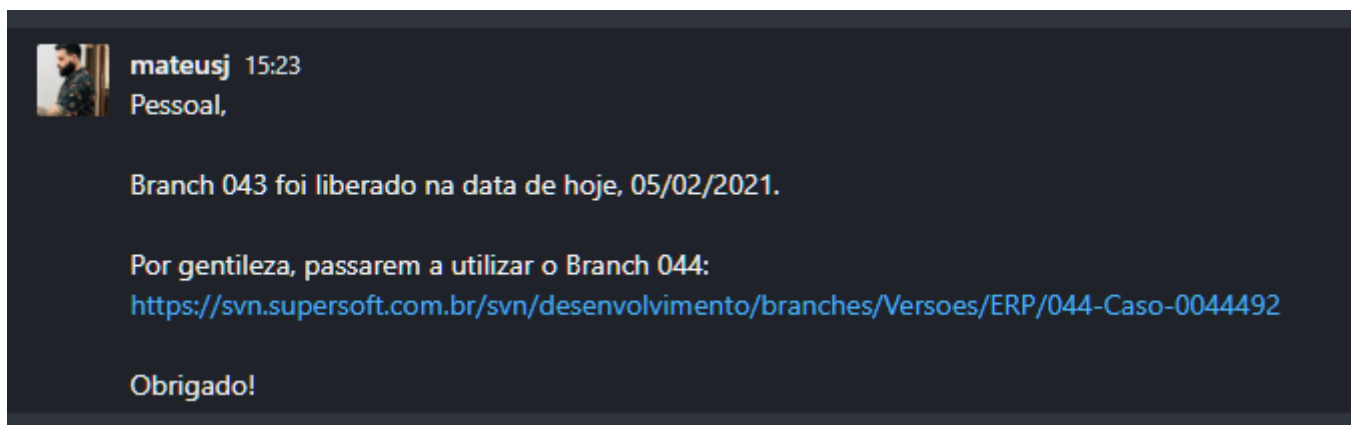 mateusj 15:23
Pessoal,
Branch 043 foi liberado na data de hoje, 05/02/2021.
Por gentileza, passarem a utilizar o Branch 044:
https://svn.supersoft.com.br/svn/desenvolvimento/branches/Versoes/ERP/044-Caso-0044492
Obrigado!